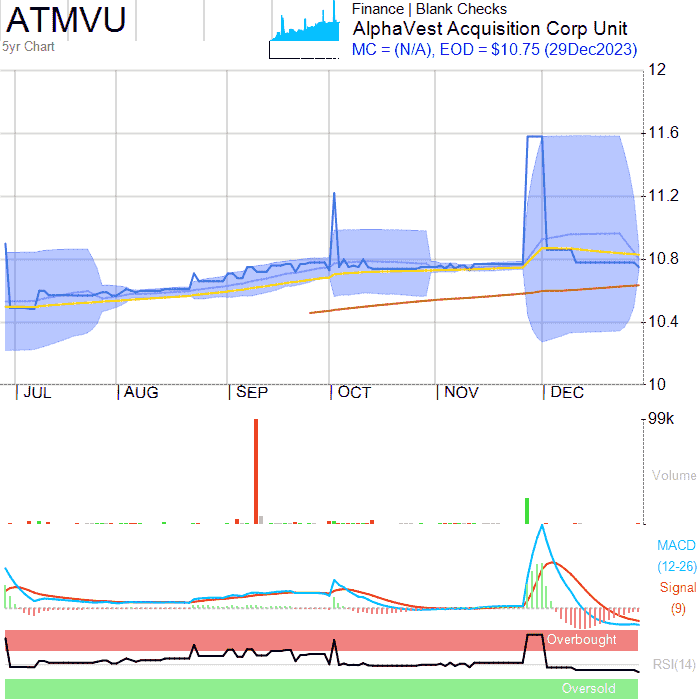 ATMVU
5yr Chart
Finance | Blank Checks
AlphaVest Acquisition Corp Unit
MC = (N/A), EOD = $10.75 (29Dec2023)
12
11.6
11.2
10.8
10.4
10
JUL AUG SEP OCT NOV DEC
99k
Volume
MACD
(12-26)
Signal
(9)
Overbought
RSI(14)
Oversold